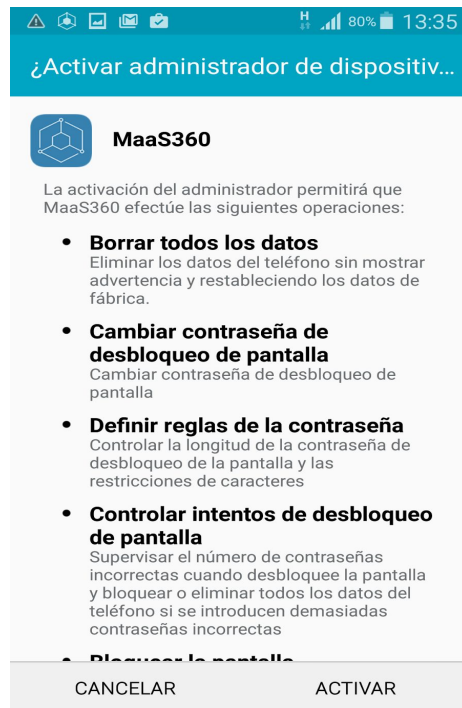 H 80% 13:35
¿Activar administrador de dispositiv...
MaaS360
La activación del administrador permitirá que
MaaS360 efectúe las siguientes operaciones:
• Borrar todos los datos
Eliminar los datos del teléfono sin mostrar
advertencia y restableciendo los datos de
fábrica.
• Cambiar contraseña de
desbloqueo de pantalla
Cambiar contraseña de desbloqueo de
pantalla
• Definir reglas de la contraseña
Controlar la longitud de la contraseña de
desbloqueo de la pantalla y las
restricciones de caracteres
• Controlar intentos de desbloqueo
de pantalla
Supervisar el número de contraseñas
incorrectas cuando desbloquee la pantalla
y bloquear o eliminar todos los datos del
teléfono si se introducen demasiadas
contraseñas incorrectas
• Bloquear la pantalla
CANCELAR ACTIVAR